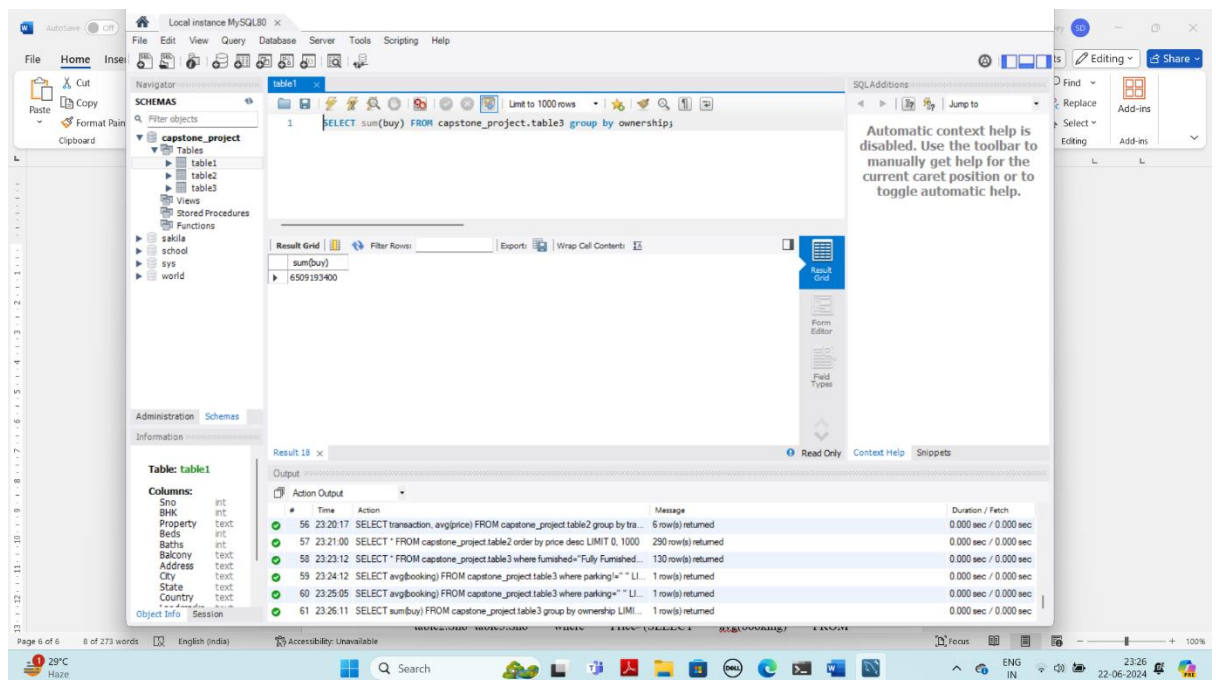 AutoSave Off
Local instance MySQL80 ×
SD
File Edit View Query Database Server Tools Scripting Help
File Home Inse
Editing
Share
Cut
Copy
Format Pain
Paste
Clipboard
Navigator
SCHEMAS
Filter objects
capstone_project
Tables
table1
table2
table3
Views
Stored Procedures
Functions
sakila
school
sys
world
Administration Schemas
Information
Table: table1
Columns:
Sno int
BHK int
Property text
Beds int
Baths int
Balcony text
Address text
City text
State text
Country text
Object Info Session
table1 ×
Limit to 1000 rows
1 SELECT sum(buy) FROM capstone_project.table3 group by ownership;
Result Grid Filter Rows: Export: Wrap Cell Content:
sum(buy)
6509193400
Result Grid
Form Editor
Field Types
Result 18 ×
Read Only
Output
Action Output
# Time Action Message Duration / Fetch
56 23:20:17 SELECT transaction, avg(price) FROM capstone_project.table2 group by tra... 6 row(s) returned 0.000 sec / 0.000 sec
57 23:21:00 SELECT * FROM capstone_project.table2 order by price desc LIMIT 0, 1000 290 row(s) returned 0.000 sec / 0.000 sec
58 23:23:12 SELECT * FROM capstone_project.table3 where furnished="Fully Furnished... 130 row(s) returned 0.000 sec / 0.000 sec
59 23:24:12 SELECT avg(booking) FROM capstone_project.table3 where parking!=" " LI... 1 row(s) returned 0.000 sec / 0.000 sec
60 23:25:05 SELECT avg(booking) FROM capstone_project.table3 where parking=" " LI... 1 row(s) returned 0.000 sec / 0.000 sec
61 23:26:11 SELECT sum(buy) FROM capstone_project.table3 group by ownership LIMI... 1 row(s) returned 0.000 sec / 0.000 sec
SQLAdditions
Jump to
Automatic context help is
disabled. Use the toolbar to
manually get help for the
current caret position or to
toggle automatic help.
Context Help Snippets
Find
Replace
Select
Editing
Add-ins
Add-ins
Page 6 of 6 8 of 273 words English (India) Accessibility: Unavailable
Focus 100%
29°C
Haze
Search
ENG
IN
23:26
22-06-2024